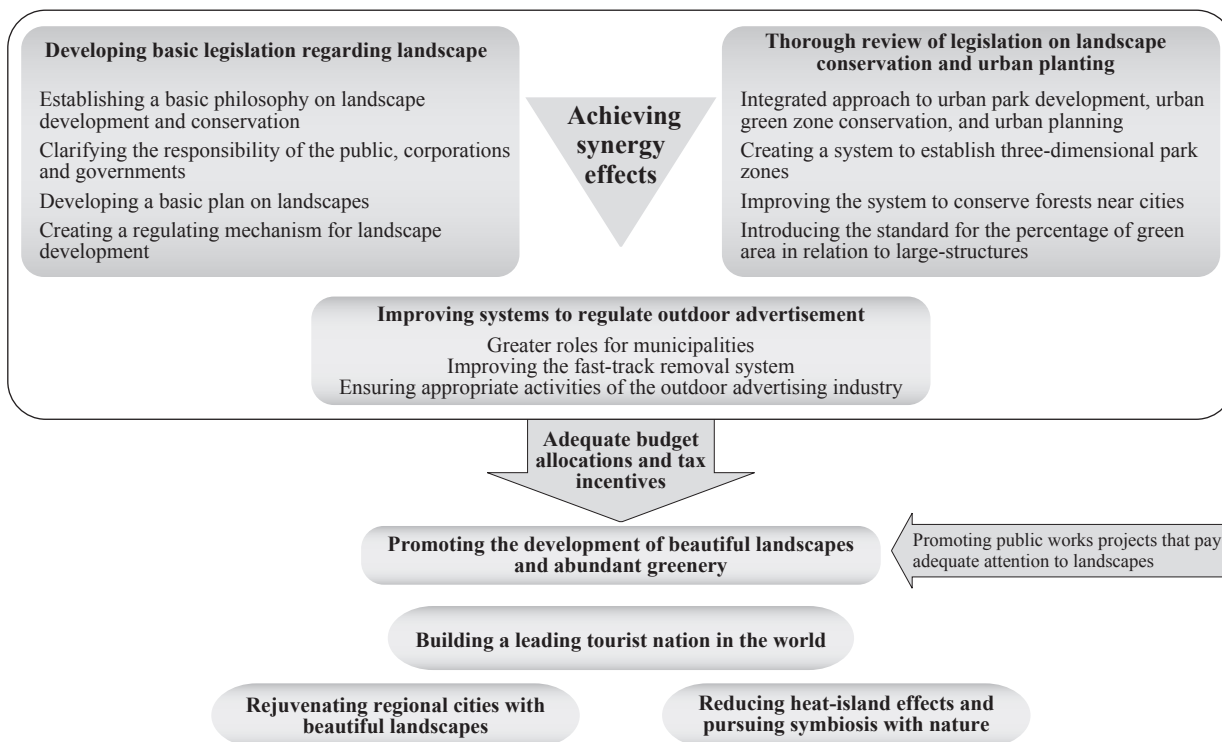 Developing basic legislation regarding landscape
Establishing a basic philosophy on landscape
development and conservation
Clarifying the responsibility of the public, corporations
and governments
Developing a basic plan on landscapes
Creating a regulating mechanism for landscape
development
Achieving
synergy
effects
Thorough review of legislation on landscape
conservation and urban planting
Integrated approach to urban park development, urban
green zone conservation, and urban planning
Creating a system to establish three-dimensional park
zones
Improving the system to conserve forests near cities
Introducing the standard for the percentage of green
area in relation to large-structures
Improving systems to regulate outdoor advertisement
Greater roles for municipalities
Improving the fast-track removal system
Ensuring appropriate activities of the outdoor advertising industry
Adequate budget
allocations and tax
incentives
Promoting the development of beautiful landscapes
and abundant greenery
Promoting public works projects that pay
adequate attention to landscapes
Building a leading tourist nation in the world
Rejuvenating regional cities with
beautiful landscapes
Reducing heat-island effects and
pursuing symbiosis with nature